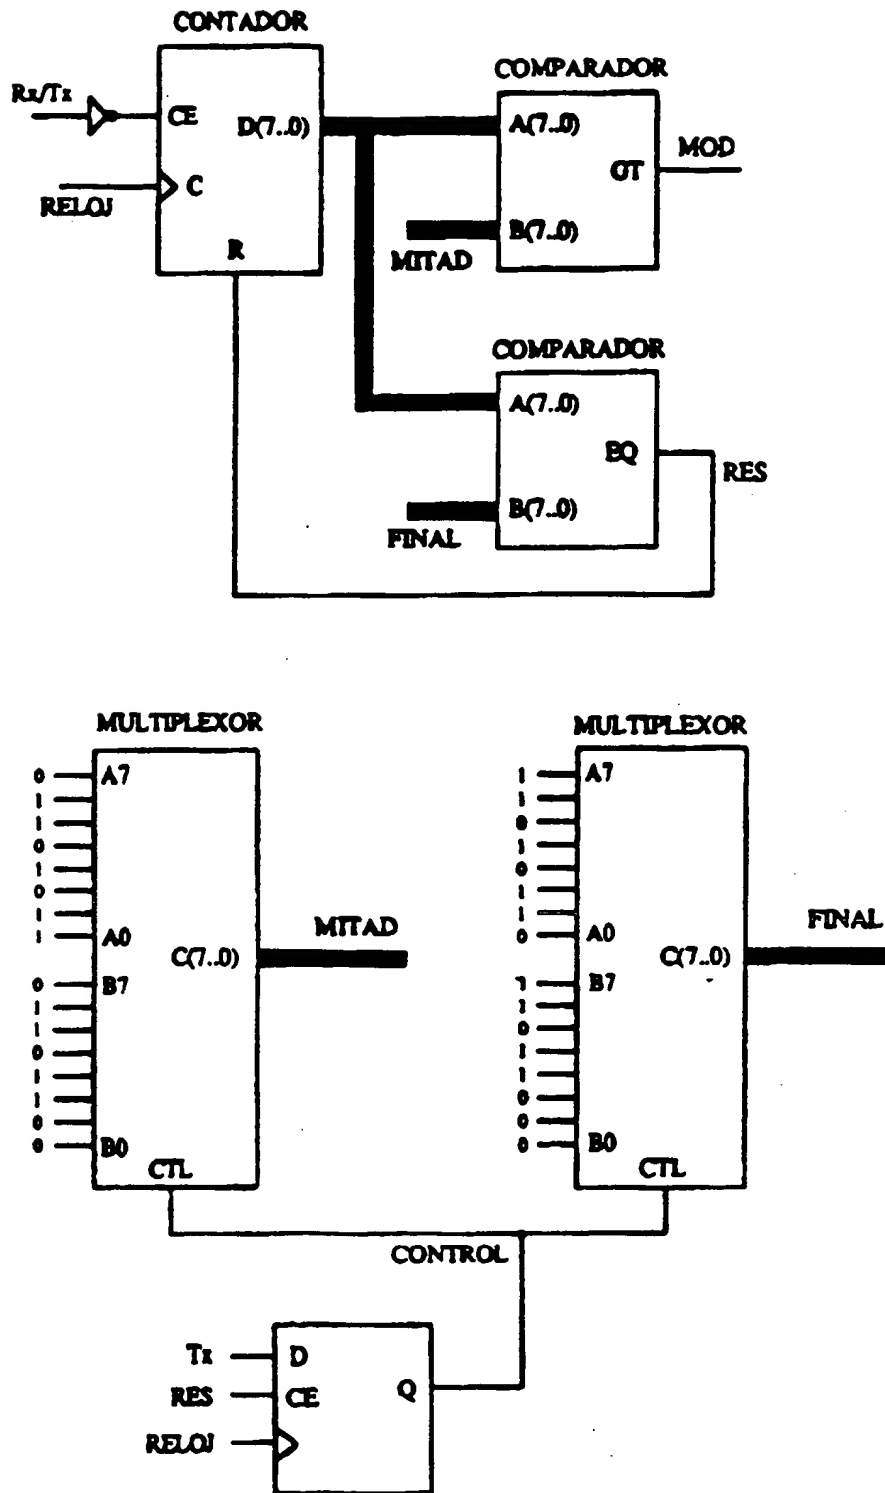 CONTADOR
Rx/Tx
CE
D(7..0)
C
RELOJ
R
COMPARADOR
A(7..0)
GT
MOD
B(7..0)
MITAD
COMPARADOR
A(7..0)
EQ
RES
B(7..0)
FINAL
MULTIPLEXOR
0 A7
1
1
0
1
0
1
1 A0
C(7..0)
MITAD
0 B7
1
1
0
1
1
0
0 B0
CTL
MULTIPLEXOR
1 A7
1
0
1
0
1
1
0 A0
C(7..0)
FINAL
1 B7
1
0
1
1
0
0
0 B0
CTL
CONTROL
Tx D
RES CE
Q
RELOJ